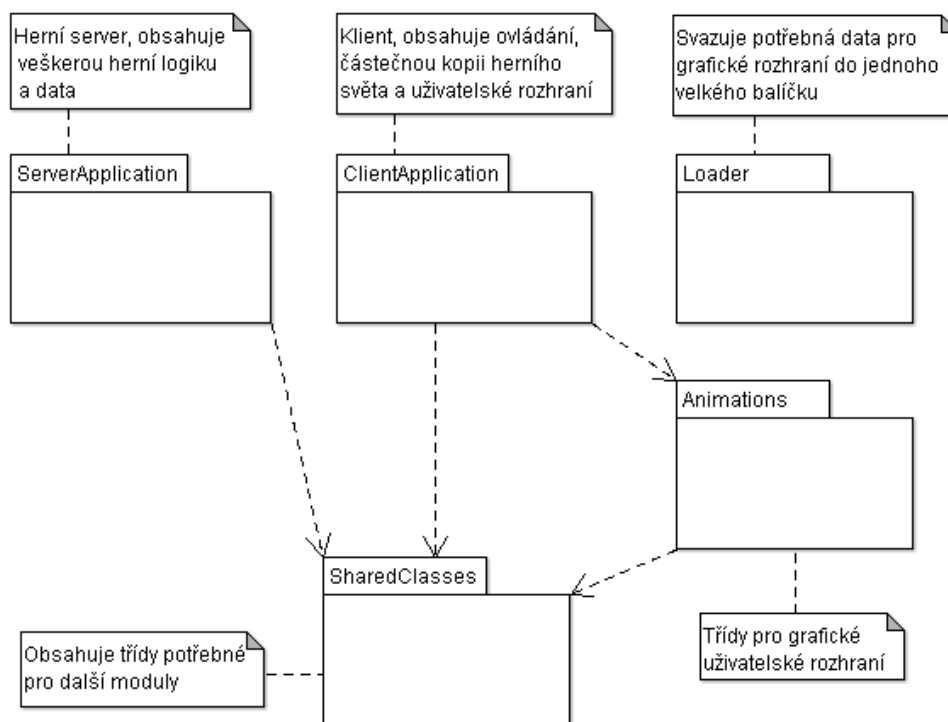 Herní server, obsahuje
veškerou herní logiku
a data
Klient, obsahuje ovládání,
částečnou kopii herního
světa a uživatelské rozhraní
Svazuje potřebná data pro
grafické rozhraní do jednoho
velkého balíčku
ServerApplication
ClientApplication
Loader
Animations
SharedClasses
Obsahuje třídy potřebné
pro další moduly
Třídy pro grafické
uživatelské rozhraní